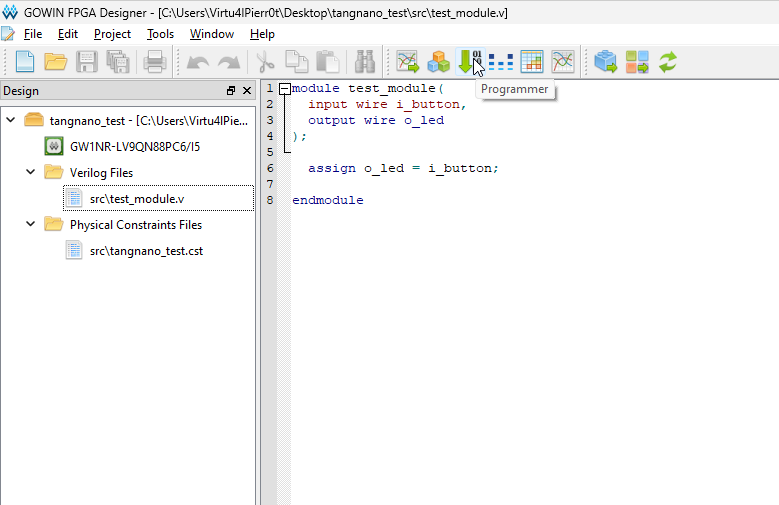 GOWIN FPGA Designer - [C:\Users\Virtu4lPierr0t\Desktop\tangnano_test\src\test_module.v]
File Edit Project Tools Window Help
Design
Programmer
tangnano_test - [C:\Users\Virtu4lPie...
GW1NR-LV9QN88PC6/I5
Verilog Files
src\test_module.v
Physical Constraints Files
src\tangnano_test.cst
1 module test_module(
2 input wire i_button,
3 output wire o_led
4 );
5
6 assign o_led = i_button;
7
8 endmodule